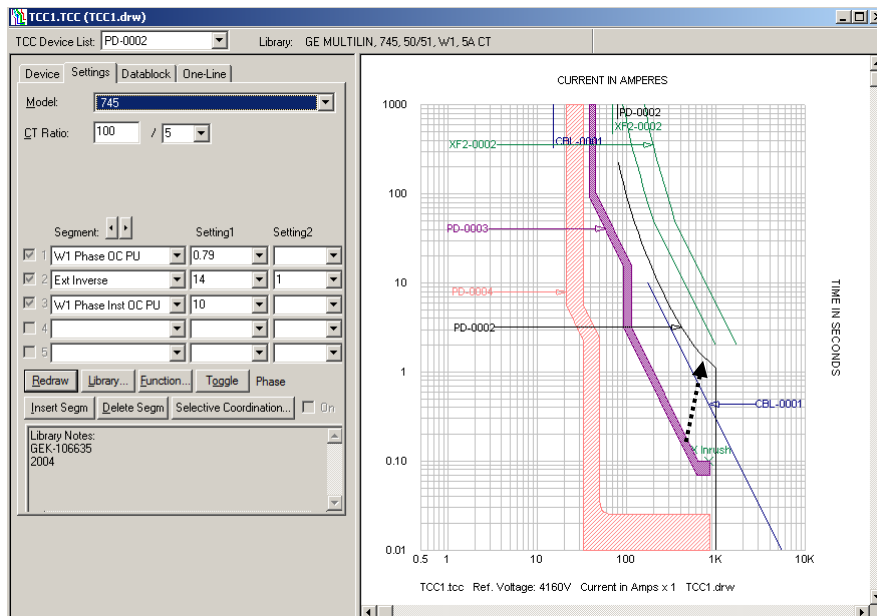 TCC1.TCC (TCC1.drw)
TCC Device List: PD-0002 Library: GE MULTILIN, 745, 50/51, W1, 5A CT
Device Settings Datablock One-Line
Model: 745
CT Ratio: 100 / 5
Segment: Setting1 Setting2
1 W1 Phase OC PU 0.79
2 Ext Inverse 14 1
3 W1 Phase Inst OC PU 10
4
5
Redraw Library... Function... Toggle Phase
Insert Segm Delete Segm Selective Coordination... On
Library Notes:
GEK-106635
2004
CURRENT IN AMPERES
1000
100
10
1
0.10
0.01
PD-0002
XF2-0002
CBL-0001
XF2-0002
PD-0003
PD-0004
PD-0002
CBL-0001
X Inrush
TIME IN SECONDS
0.5 1 10 100 1K 10K
TCC1.tcc Ref. Voltage: 4160V Current in Amps x 1 TCC1.drw